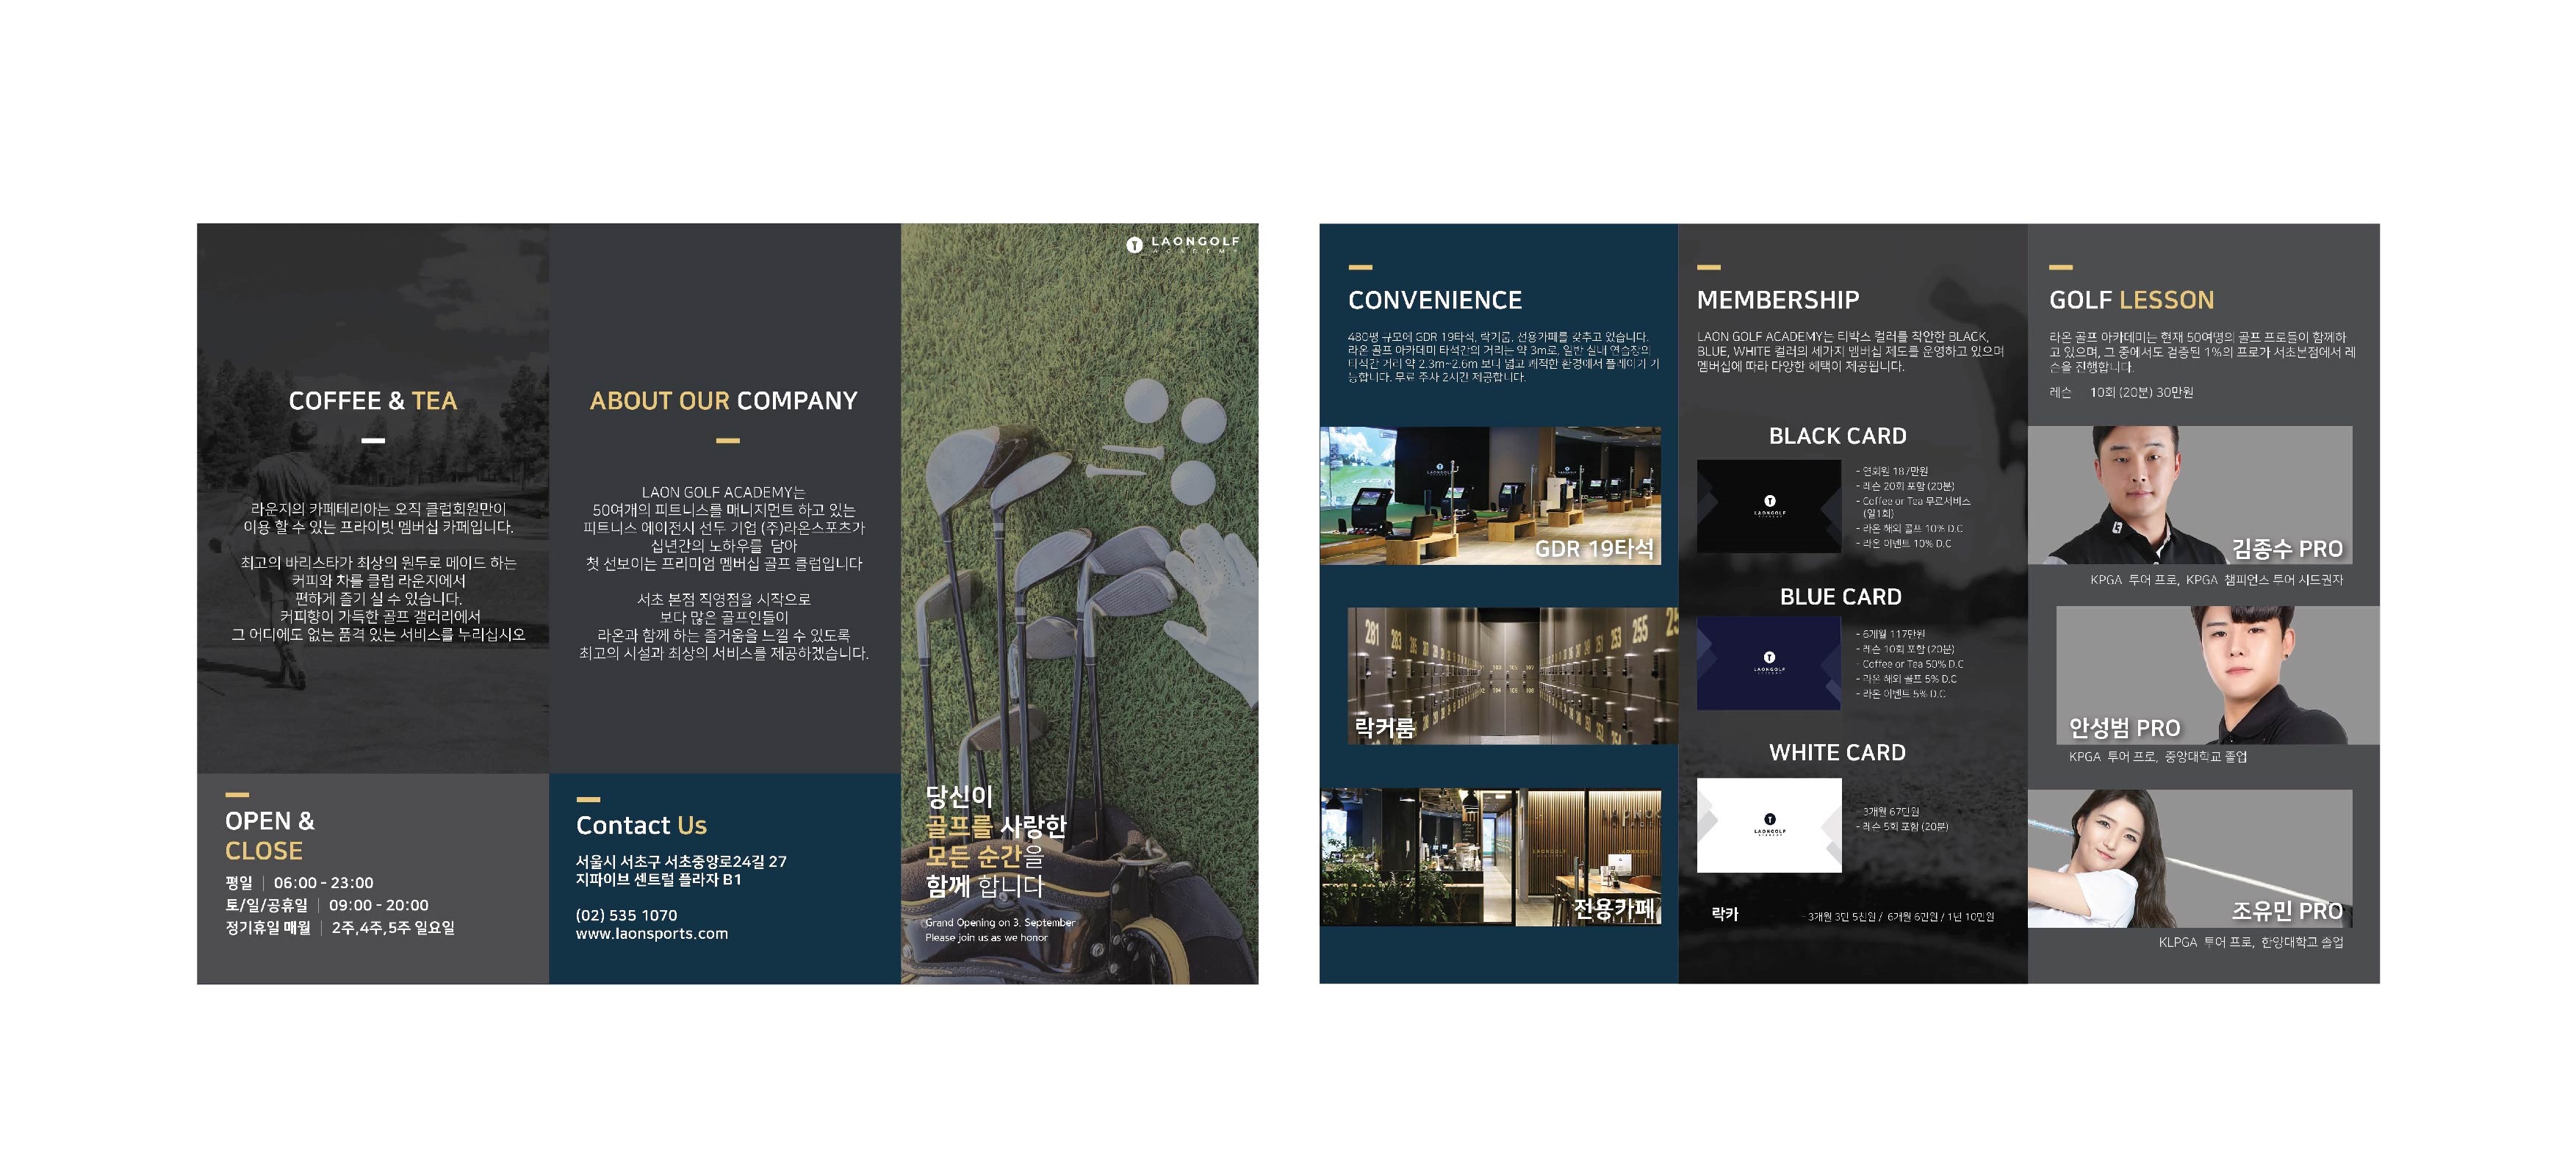 COFFEE & TEA
라운지의 카페테리아는 오직 클럽회원만이
이용 할 수 있는 프라이빗 멤버십 카페입니다.
최고의 바리스타가 최상의 원두로 메이드 하는
커피와 차를 클럽 라운지에서
편하게 즐기 실 수 있습니다.
커피향이 가득한 골프 갤러리에서
그 어디에도 없는 품격 있는 서비스를 누리십시오
OPEN &
CLOSE
평일 | 06:00 - 23:00
토/일/공휴일 | 09:00 - 20:00
정기휴일 매월 | 2주,4주,5주 일요일
ABOUT OUR COMPANY
LAON GOLF ACADEMY는
50여개의 피트니스를 매니지먼트 하고 있는
피트니스 에이전시 선두 기업 (주)라온스포츠가
십년간의 노하우를 담아
첫 선보이는 프리미엄 멤버십 골프 클럽입니다
서초 본점 직영점을 시작으로
보다 많은 골프인들이
라온과 함께 하는 즐거움을 느낄 수 있도록
최고의 시설과 최상의 서비스를 제공하겠습니다.
Contact Us
서울시 서초구 서초중앙로24길 27
지파이브 센트럴 플라자 B1
(02) 535 1070
www.laonsports.com
LAONGOLF
ACADEMY
당신이
골프를 사랑한
모든 순간을
함께 합니다
Grand Opening on 3, September
Please join us as we honor
CONVENIENCE
480평 규모에 GDR 19타석, 락기룸, 전용카페를 갖추고 있습니다.
라온 골프 아카데미 타석간의 거리는 약 3m로, 일반 실내 연습장의
타석간 거리 약 2.3m~2.6m 보다 넓고 쾌적한 환경에서 플레이가 가
능합니다. 무료 주차 2시간 제공합니다.
GDR 19타석
281 283 251 253 255
락커룸
전용카페
MEMBERSHIP
LAON GOLF ACADEMY는 티박스 컬러를 착안한 BLACK,
BLUE, WHITE 컬러의 세가지 멤버십 제도를 운영하고 있으며
멤버십에 따라 다양한 혜택이 제공됩니다.
BLACK CARD
LAONGOLF
- 연회원 187만원
- 레슨 20회 포함 (20분)
- Coffee or Tea 무료서비스
(일1회)
- 라온 해외 골프 10% D.C
- 라온 이벤트 10% D.C
BLUE CARD
LAONGOLF
- 6개월 117만원
- 레슨 10회 포함 (20분)
- Coffee or Tea 50% D.C
- 라온 해외 골프 5% D.C
- 라온 이벤트 5% D.C
WHITE CARD
LAONGOLF
- 3개월 67만원
- 레슨 5회 포함 (20분)
락카
- 3개월 3만 5천원 / 6개월 6만원 / 1년 10만원
GOLF LESSON
라온 골프 아카데미는 현재 50여명의 골프 프로들이 함께하
고 있으며, 그 중에서도 검증된 1%의 프로가 서초본점에서 레
슨을 진행합니다.
레슨 10회 (20분) 30만원
김종수 PRO
KPGA 투어 프로, KPGA 챔피언스 투어 시드권자
안성범 PRO
KPGA 투어 프로, 중앙대학교 졸업
조유민 PRO
KLPGA 투어 프로, 한양대학교 졸업